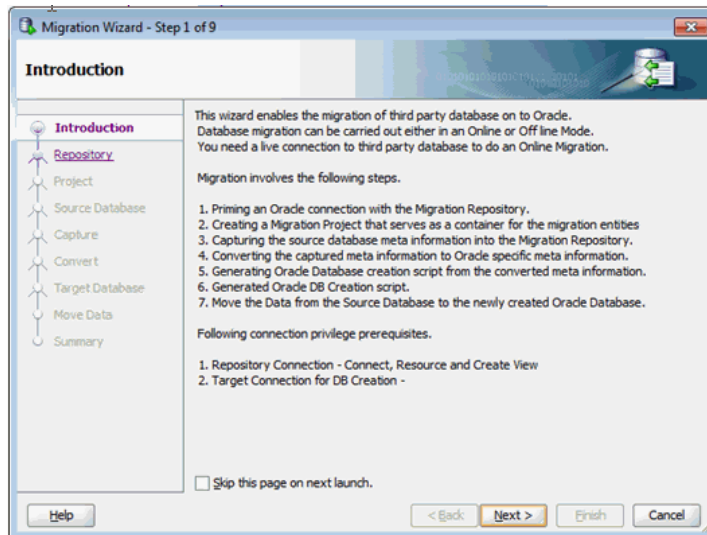 Migration Wizard - Step 1 of 9
Introduction
Introduction
Repository
Project
Source Database
Capture
Convert
Target Database
Move Data
Summary
This wizard enables the migration of third party database on to Oracle.
Database migration can be carried out either in an Online or Off line Mode.
You need a live connection to third party database to do an Online Migration.
Migration involves the following steps.
1. Priming an Oracle connection with the Migration Repository.
2. Creating a Migration Project that serves as a container for the migration entities
3. Capturing the source database meta information into the Migration Repository.
4. Converting the captured meta information to Oracle specific meta information.
5. Generating Oracle Database creation script from the converted meta information.
6. Generated Oracle DB Creation script.
7. Move the Data from the Source Database to the newly created Oracle Database.
Following connection privilege prerequisites.
1. Repository Connection - Connect, Resource and Create View
2. Target Connection for DB Creation -
Skip this page on next launch.
Help
< Back
Next >
Finish
Cancel